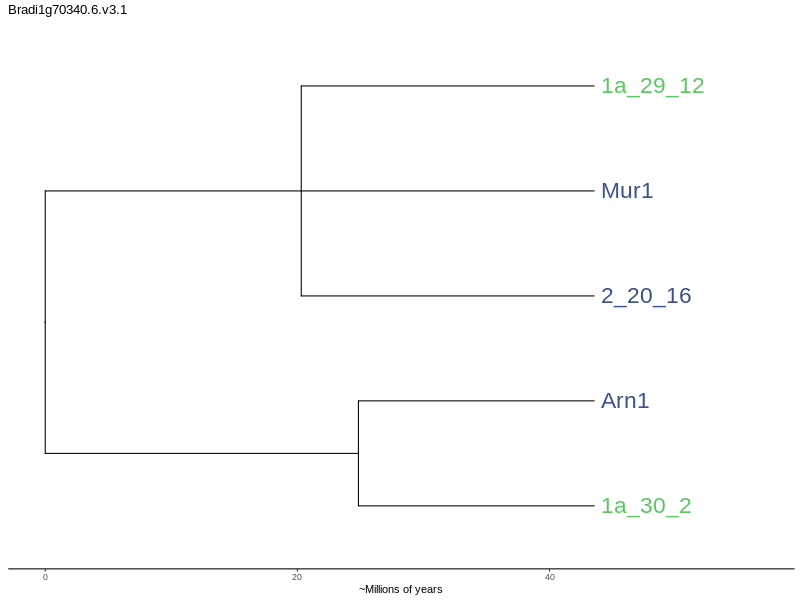 Bradi1g70340.6.v3.1
1a_29_12
Mur1
2_20_16
Arn1
1a_30_2
0 20 40
~Millions of years